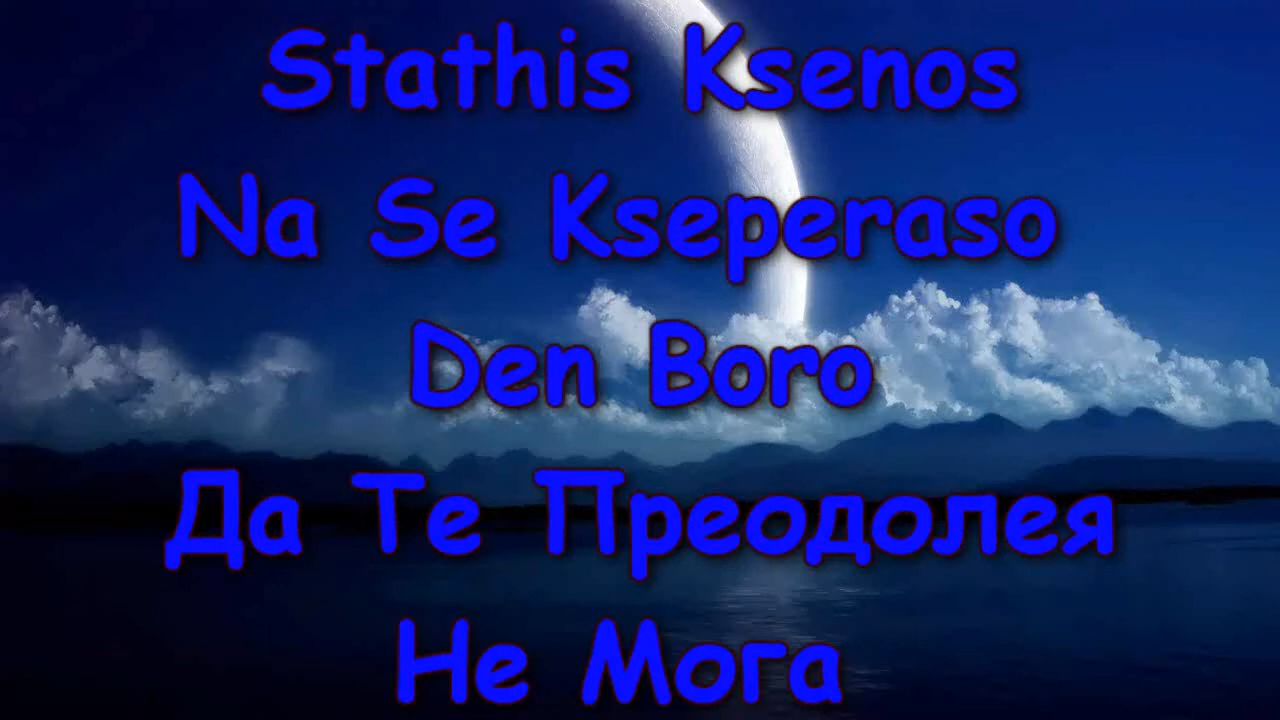 Stathis Ksenos
Na Se Kseperaso
Den Boro
Да Те Преодолея
Не Мога